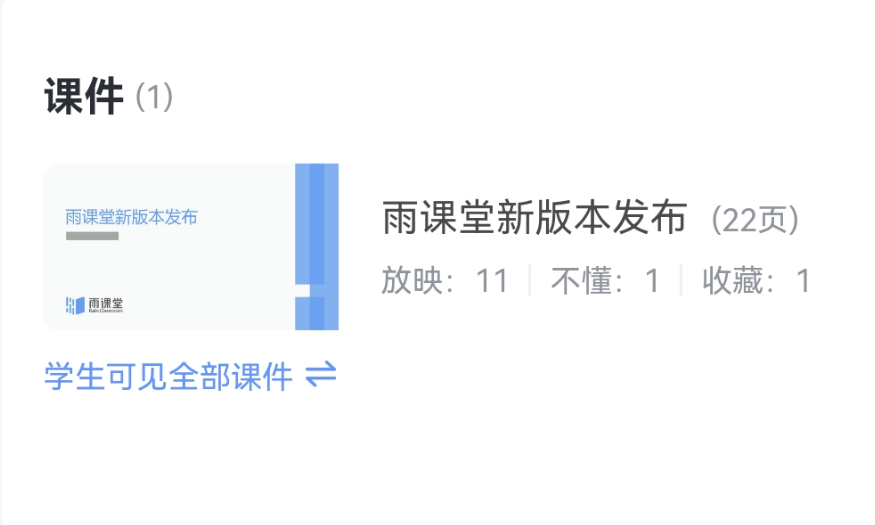 课件 (1)
雨课堂新版本发布
雨课堂
Rain Classroom
雨课堂新版本发布 (22页)
放映：11 | 不懂：1 | 收藏：1
学生可见全部课件 ⇌